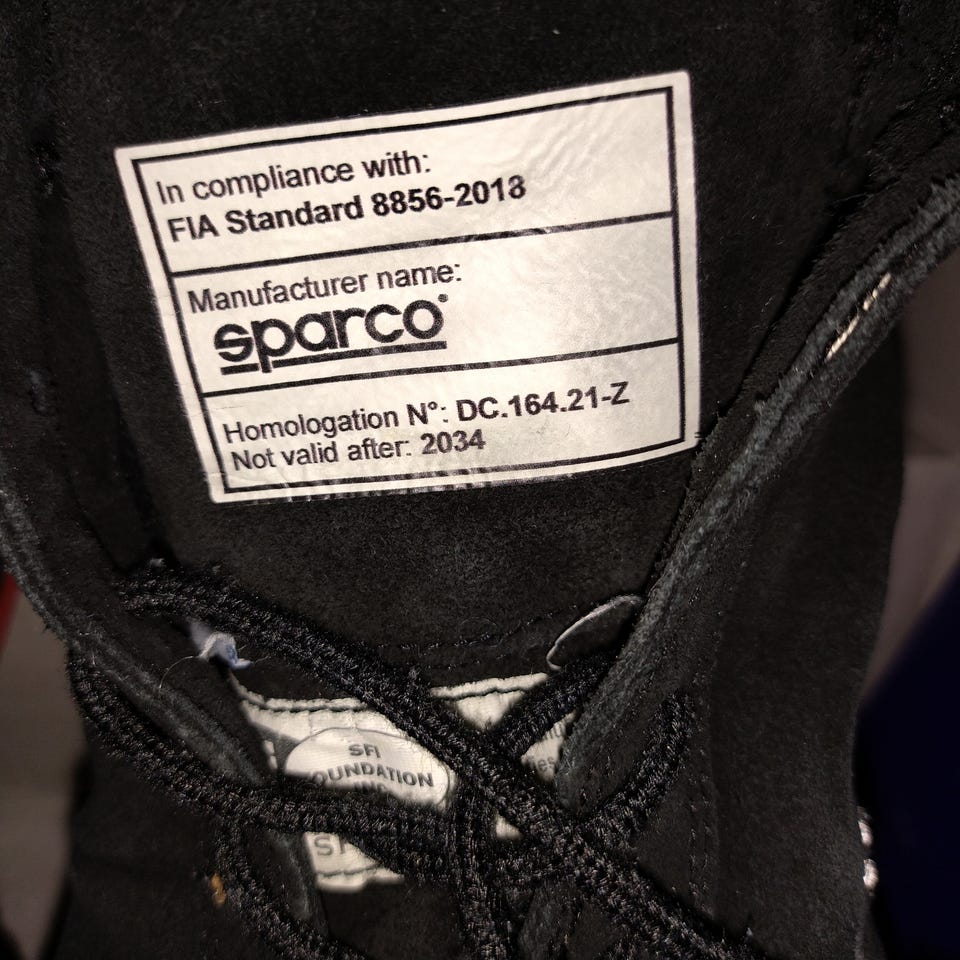 In compliance with:
FIA Standard 8856-2018
Manufacturer name:
sparco
Homologation N°: DC.164.21-Z
Not valid after: 2034
SFI
OUNDATION